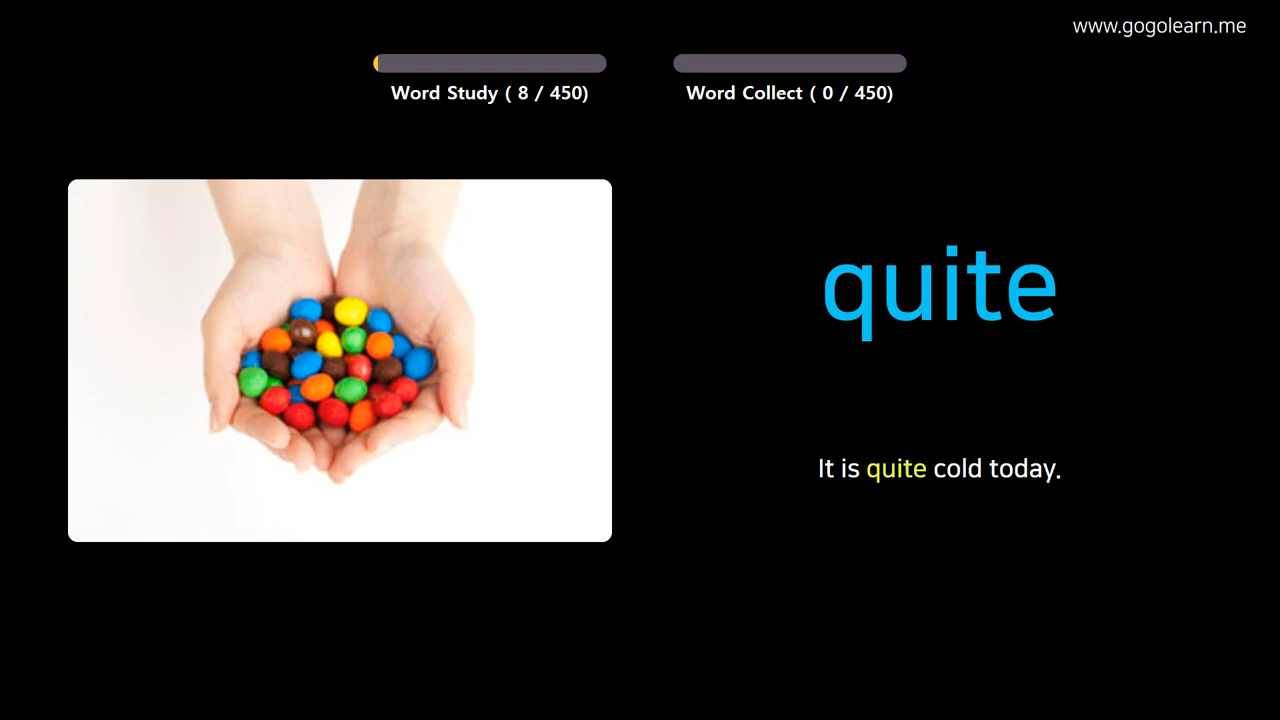 www.gogolearn.me
Word Study ( 8 / 450)
Word Collect ( 0 / 450)
quite
It is quite cold today.